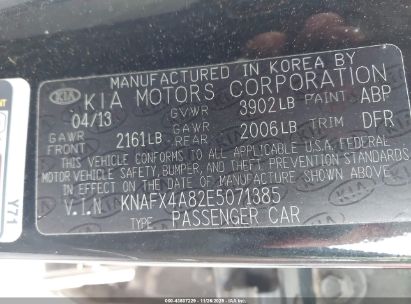 MANUFACTURED IN KOREA BY
KIA KIA MOTORS CORPORATION
04/13 GVWR 3902LB PAINT ABP
GAWR FRONT 2161LB GAWR REAR 2006LB TRIM DFR
THIS VEHICLE CONFORMS TO ALL APPLICABLE U.S.A. FEDERAL
MOTOR VEHICLE SAFETY, BUMPER, AND THEFT PREVENTION STANDARDS
IN EFFECT ON THE DATE OF MANUFACTURE SHOWN ABOVE.
V.I.N KNAFX4A82E5071385
TYPE: PASSENGER CAR
Y71